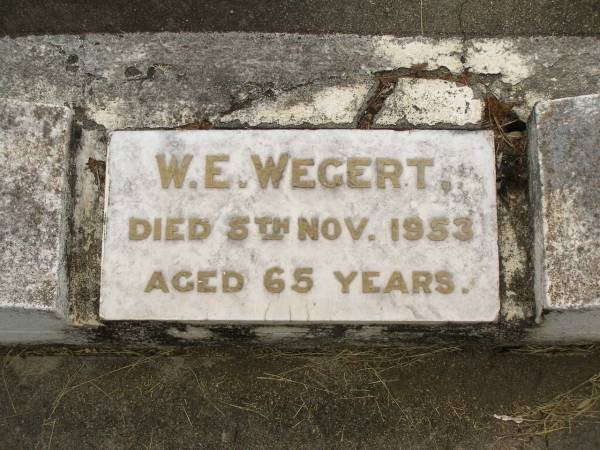 W.E. WEGERT.
DIED 5TH NOV. 1953
AGED 65 YEARS.